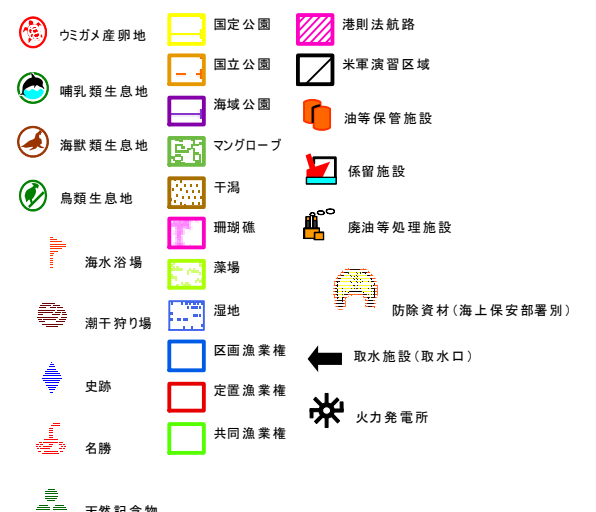 ウミガメ産卵地
哺乳類生息地
海獣類生息地
鳥類生息地
海水浴場
潮干狩り場
史跡
名勝
天然記念物
国定公園
国立公園
海域公園
マングローブ
干潟
珊瑚礁
藻場
湿地
区画漁業権
定置漁業権
共同漁業権
港則法航路
米軍演習区域
油等保管施設
係留施設
廃油等処理施設
防除資材(海上保安部署別)
取水施設(取水口)
火力発電所